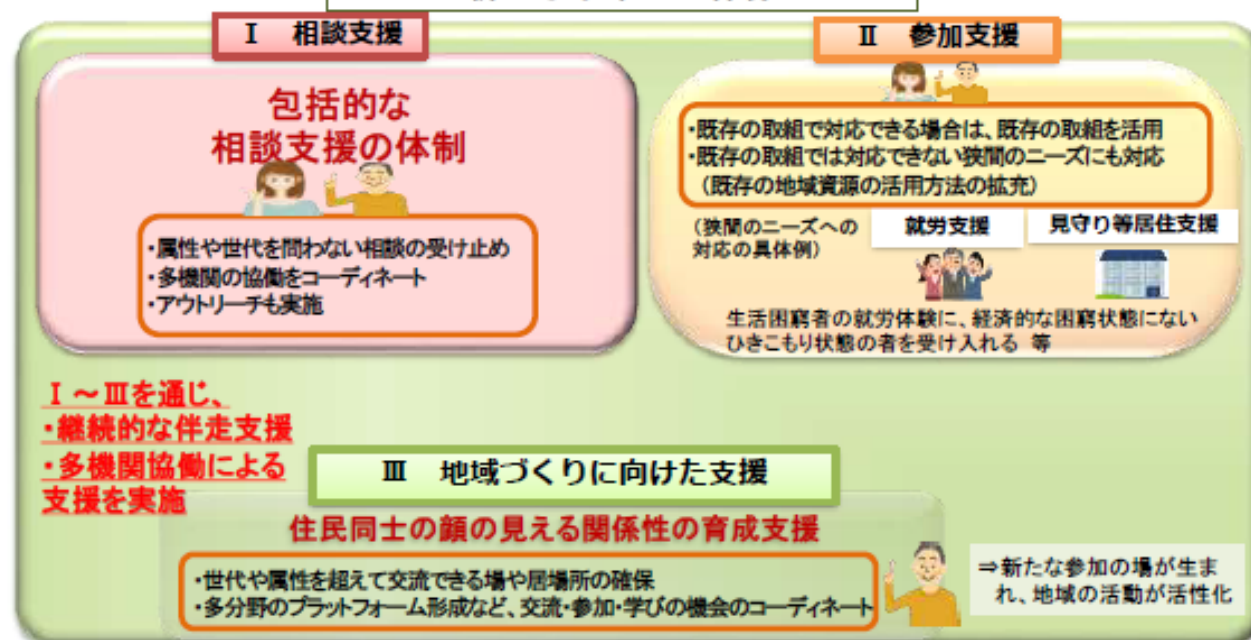 Ⅰ 相談支援
包括的な
相談支援の体制
・属性や世代を問わない相談の受け止め
・多機関の協働をコーディネート
・アウトリーチも実施
Ⅱ 参加支援
・既存の取組で対応できる場合は、既存の取組を活用
・既存の取組では対応できない狭間のニーズにも対応
（既存の地域資源の活用方法の拡充）
（狭間のニーズへの
対応の具体例）
就労支援
見守り等居住支援
生活困窮者の就労体験に、経済的な困窮状態にない
ひきこもり状態の者を受け入れる 等
Ⅰ～Ⅲを通じ、
・継続的な伴走支援
・多機関協働による
支援を実施
Ⅲ 地域づくりに向けた支援
住民同士の顔の見える関係性の育成支援
・世代や属性を超えて交流できる場や居場所の確保
・多分野のプラットフォーム形成など、交流・参加・学びの機会のコーディネート
⇒新たな参加の場が生ま
れ、地域の活動が活性化